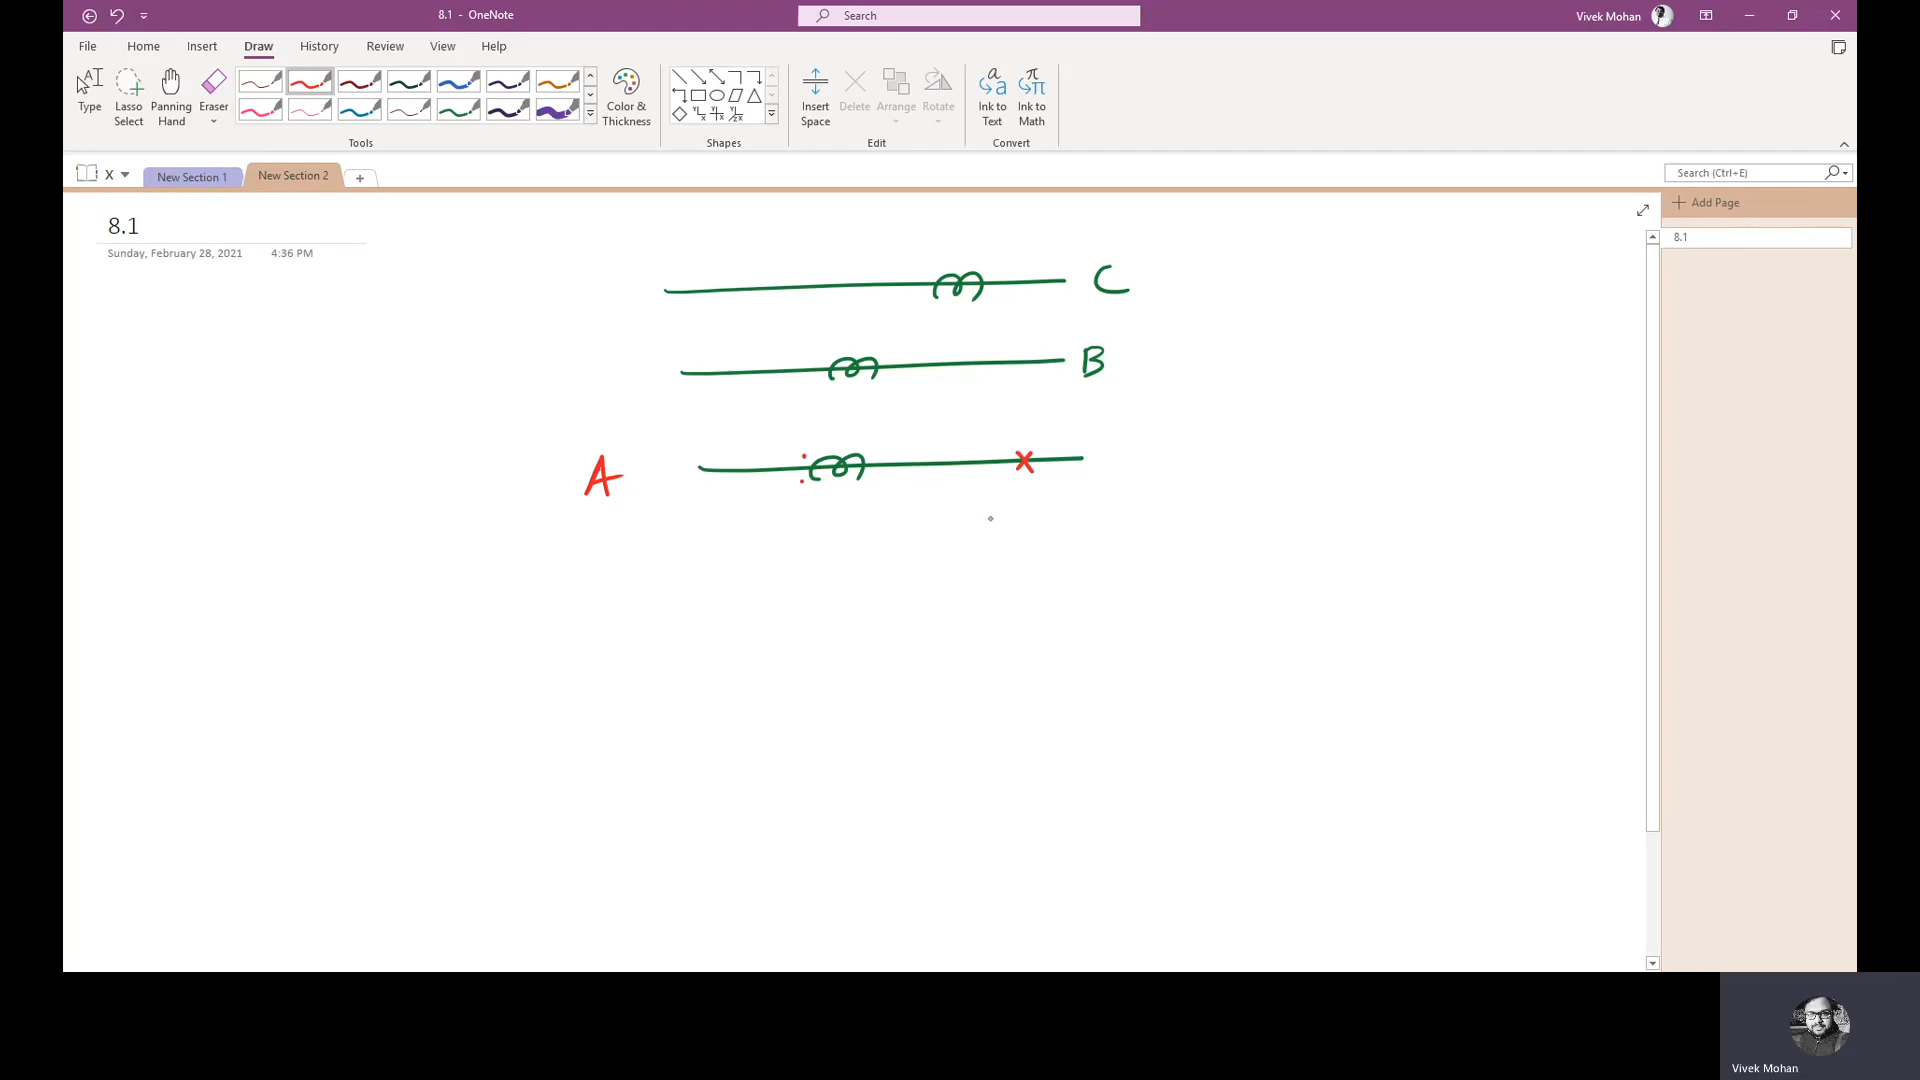 8.1 - OneNote
Search
Vivek Mohan
File Home Insert Draw History Review View Help
Type
Lasso Select
Panning Hand
Eraser
Color & Thickness
Insert Space
Delete
Arrange
Rotate
Ink to Text
Ink to Math
Tools
Shapes
Edit
Convert
X
New Section 1
New Section 2
Search (Ctrl+E)
Add Page
8.1
8.1
Sunday, February 28, 2021 4:36 PM
C
B
A
Vivek Mohan